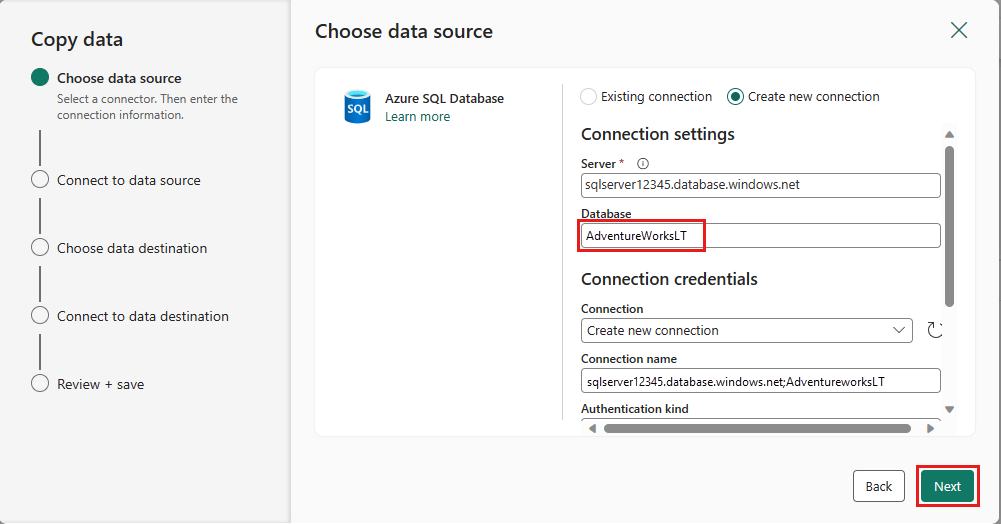 Copy data
Choose data source
Select a connector. Then enter the
connection information.
Connect to data source
Choose data destination
Connect to data destination
Review + save
Choose data source
SQL
Azure SQL Database
Learn more
Existing connection
Create new connection
Connection settings
Server *
sqlserver12345.database.windows.net
Database
AdventureWorksLT
Connection credentials
Connection
Create new connection
Connection name
sqlserver12345.database.windows.net;AdventureworksLT
Authentication kind
Back
Next